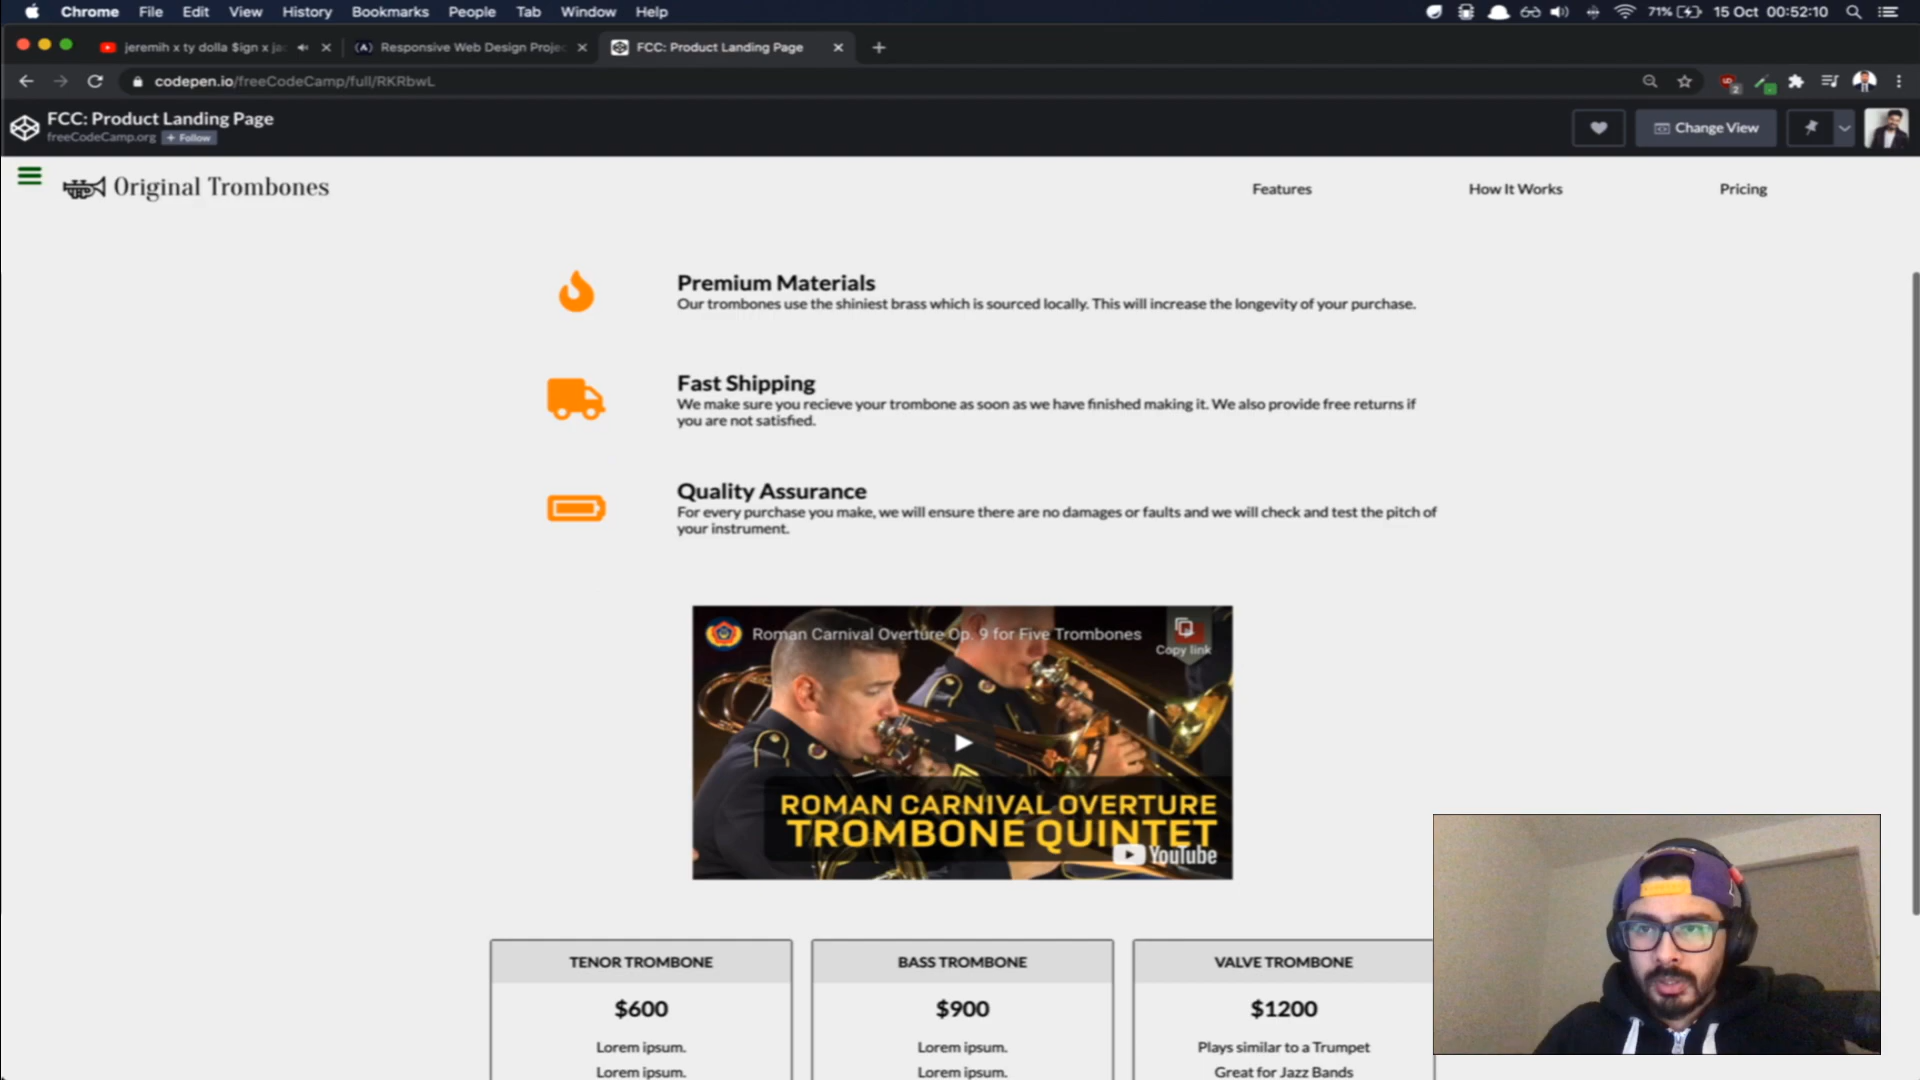 Chrome File Edit View History Bookmarks People Tab Window Help 71% 15 Oct 00:52:10
jeremih x ty dolla $ign x ja
Responsive Web Design Projec
FCC: Product Landing Page
codepen.io/freeCodeCamp/full/RKRbwL
FCC: Product Landing Page
freeCodeCamp.org + Follow
Change View
Original Trombones
Features How It Works Pricing
Premium Materials
Our trombones use the shiniest brass which is sourced locally. This will increase the longevity of your purchase.
Fast Shipping
We make sure you recieve your trombone as soon as we have finished making it. We also provide free returns if
you are not satisfied.
Quality Assurance
For every purchase you make, we will ensure there are no damages or faults and we will check and test the pitch of
your instrument.
Roman Carnival Overture Op. 9 for Five Trombones
Copy link
ROMAN CARNIVAL OVERTURE
TROMBONE QUINTET
YouTube
TENOR TROMBONE
$600
Lorem ipsum.
Lorem ipsum.
BASS TROMBONE
$900
Lorem ipsum.
Lorem ipsum.
VALVE TROMBONE
$1200
Plays similar to a Trumpet
Great for Jazz Bands